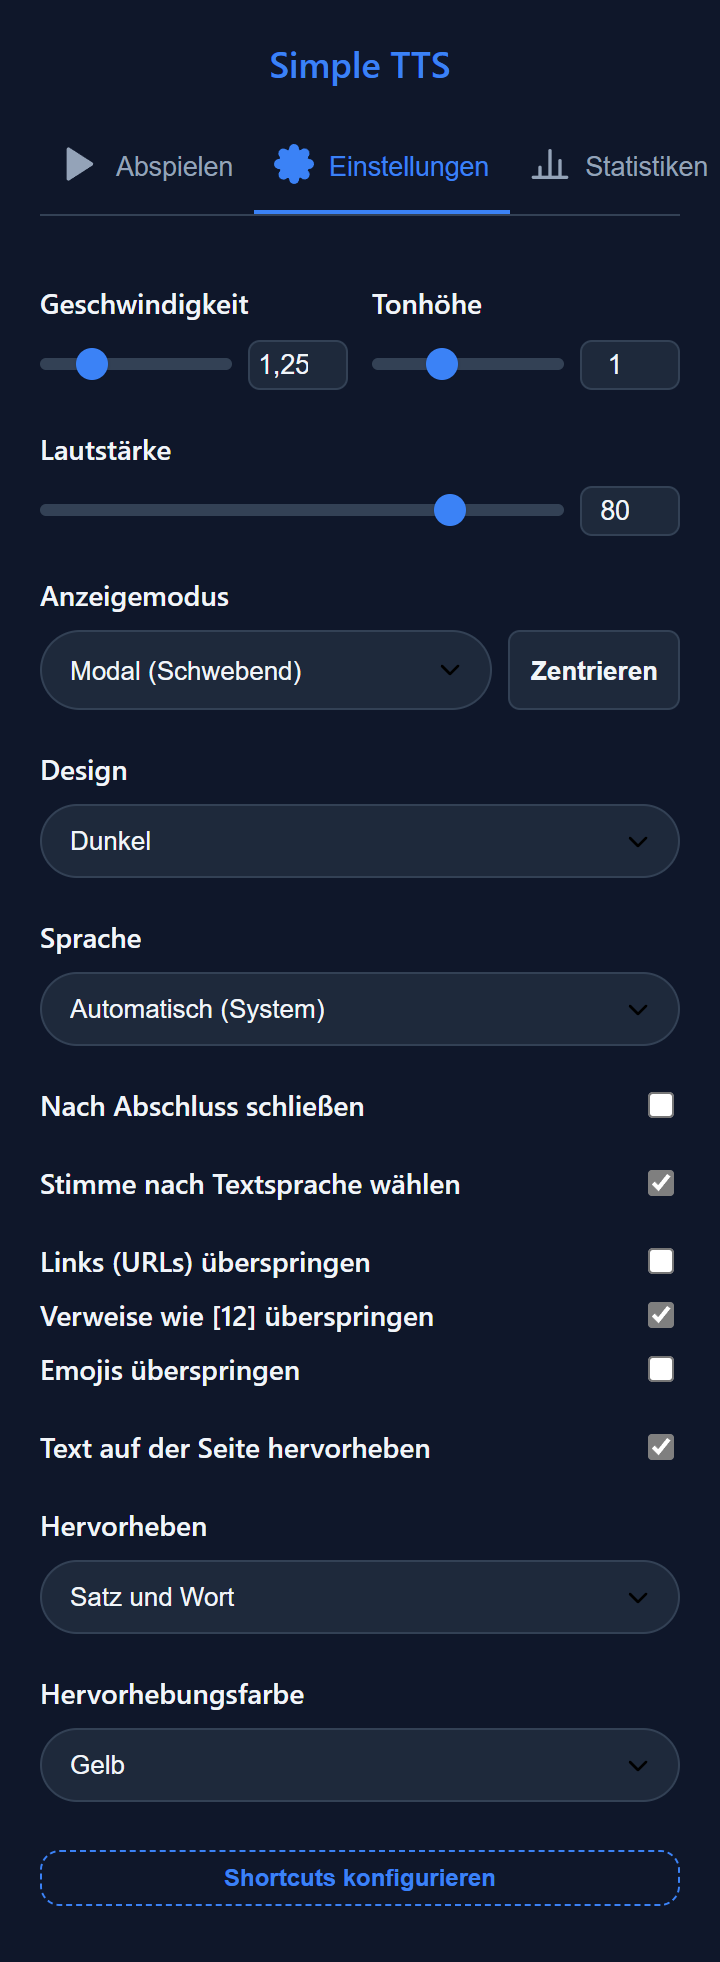 Simple TTS
Abspielen Einstellungen Statistiken
Geschwindigkeit Tonhöhe
1,25 1
Lautstärke
80
Anzeigemodus
Modal (Schwebend) Zentrieren
Design
Dunkel
Sprache
Automatisch (System)
Nach Abschluss schließen
Stimme nach Textsprache wählen
Links (URLs) überspringen
Verweise wie [12] überspringen
Emojis überspringen
Text auf der Seite hervorheben
Hervorheben
Satz und Wort
Hervorhebungsfarbe
Gelb
Shortcuts konfigurieren